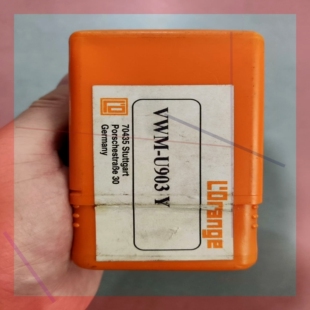 VWM-U903 Y
L'Orange
70435 Stuttgart
Porschestraße 30
Germany